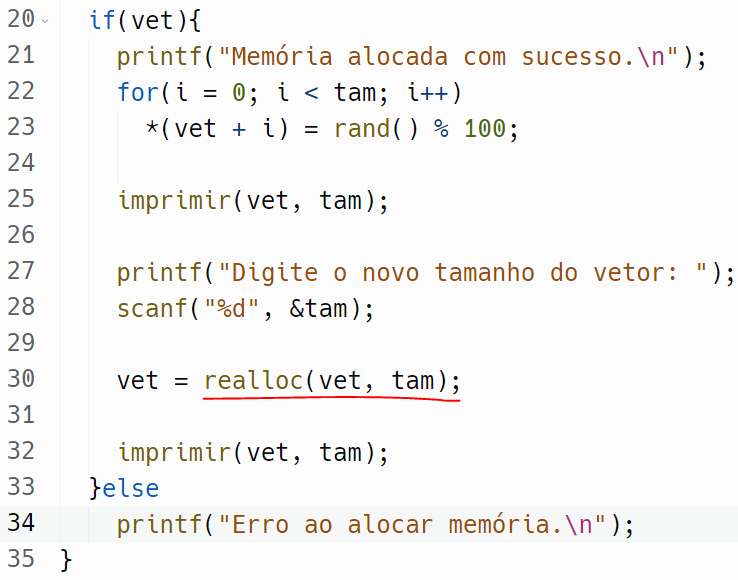 20 if(vet){
21 printf("Memória alocada com sucesso.\n");
22 for(i = 0; i < tam; i++)
23 *(vet + i) = rand() % 100;
24
25 imprimir(vet, tam);
26
27 printf("Digite o novo tamanho do vetor: ");
28 scanf("%d", &tam);
29
30 vet = realloc(vet, tam);
31
32 imprimir(vet, tam);
33 }else
34 printf("Erro ao alocar memória.\n");
35 }